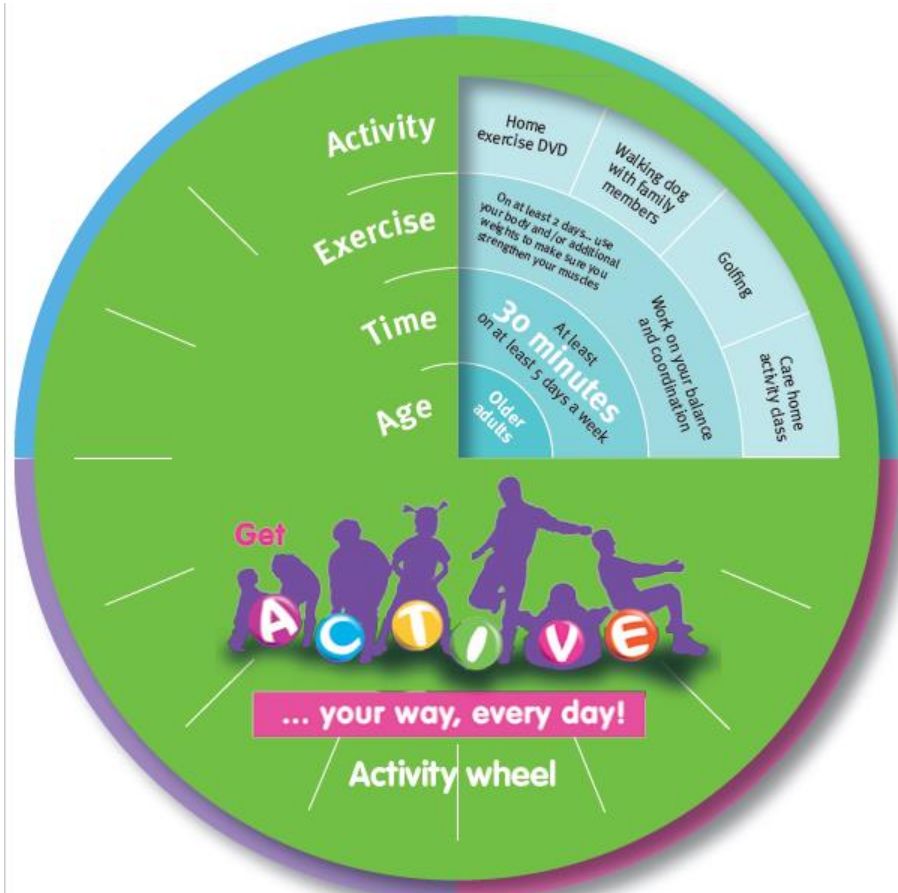 Activity
Home
exercise DVD
Walking dog
with family
members
Golfing
Care home
activity class
Exercise
On at least 2 days... use
your body and/or additional
weights to make sure you
strengthen your muscles
Work on your balance
and coordination
Time
At least
30 minutes
on at least 5 days a week
Age
Older
adults
Get
ACTIVE
... your way, every day!
Activity wheel